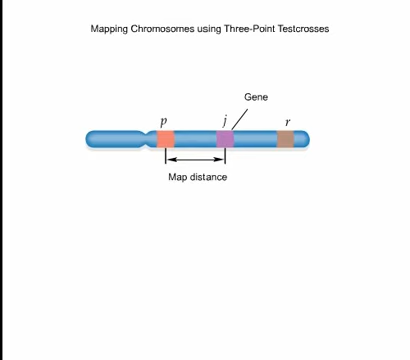 Mapping Chromosomes using Three-Point Testcrosses
Gene
p j r
Map distance